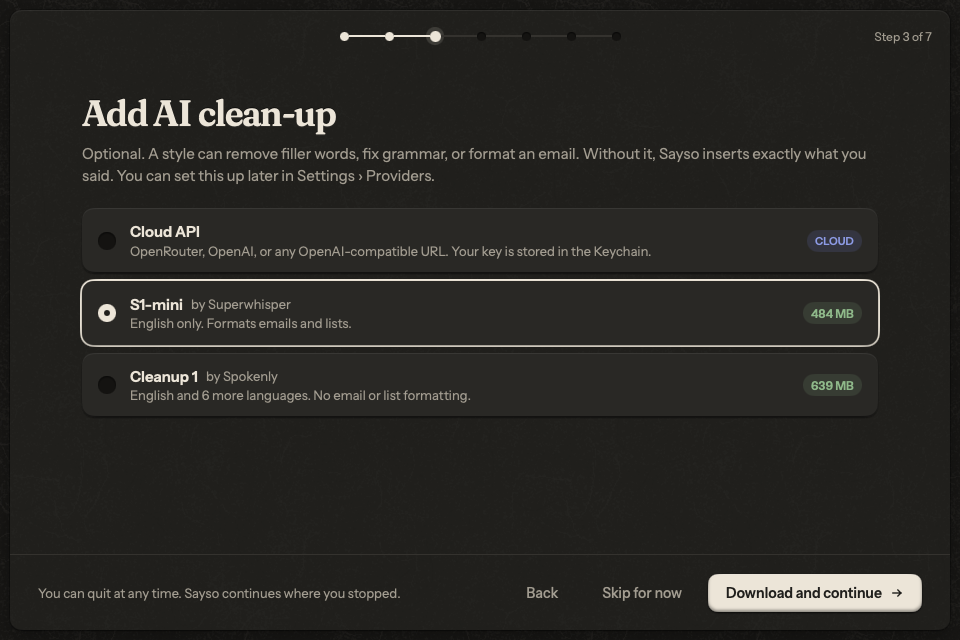 Step 3 of 7
Add AI clean-up
Optional. A style can remove filler words, fix grammar, or format an email. Without it, Sayso inserts exactly what you
said. You can set this up later in Settings › Providers.
Cloud API
OpenRouter, OpenAI, or any OpenAI-compatible URL. Your key is stored in the Keychain.
CLOUD
S1-mini by Superwhisper
English only. Formats emails and lists.
484 MB
Cleanup 1 by Spokenly
English and 6 more languages. No email or list formatting.
639 MB
You can quit at any time. Sayso continues where you stopped.
Back
Skip for now
Download and continue →